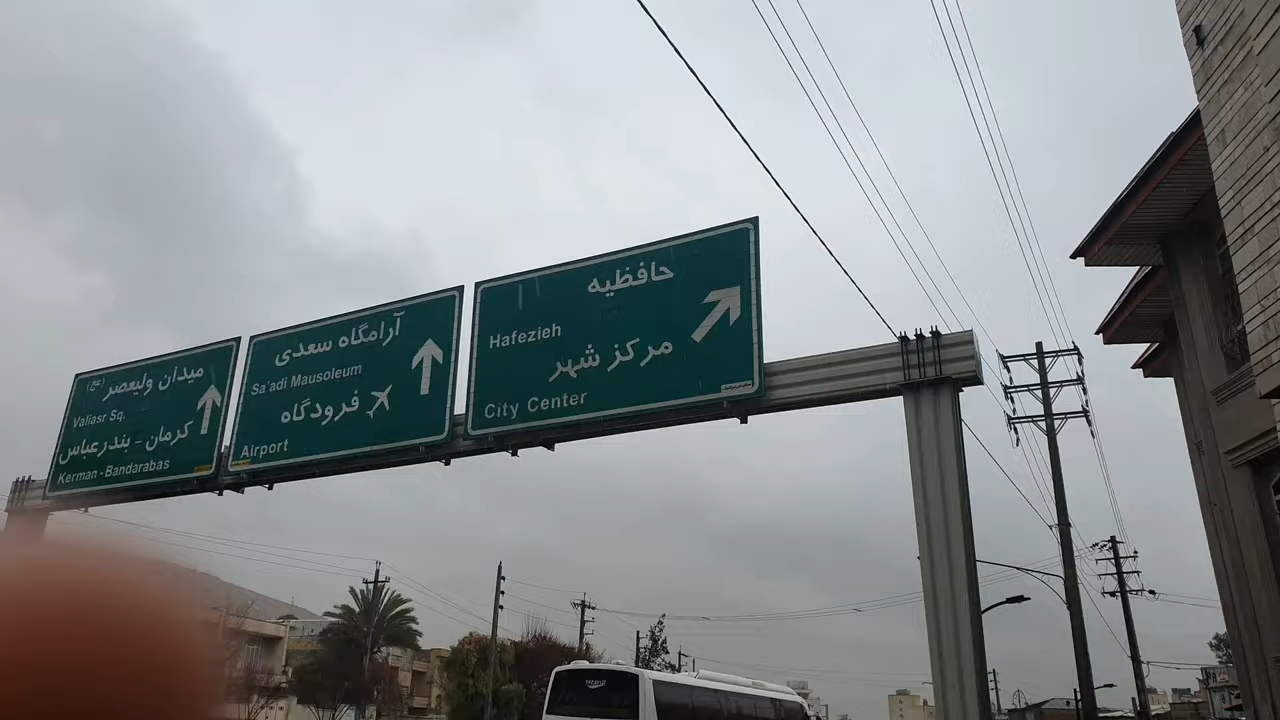 میدان ولیعصر (عج)
Valiasr Sq.
کرمان - بندرعباس
Kerman - Bandarabas
آرامگاه سعدی
Sa'adi Mausoleum
فرودگاه
Airport
حافظیه
Hafezieh
مرکز شهر
City Center